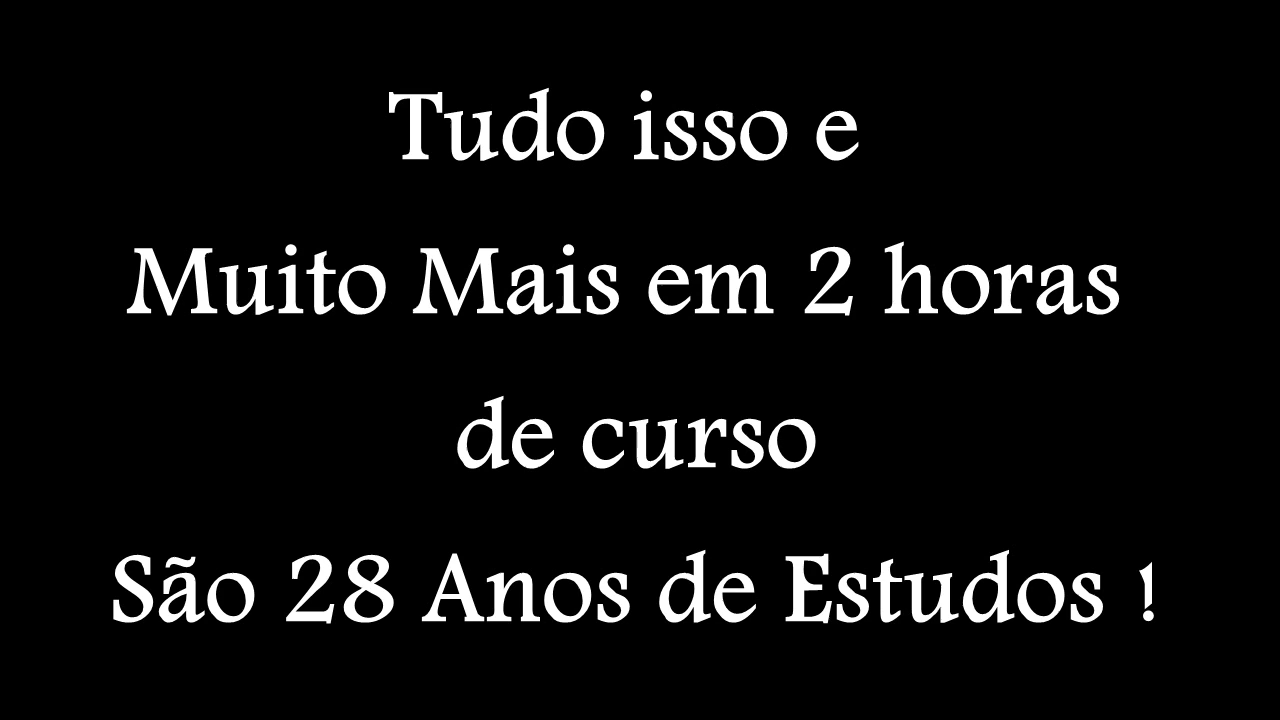 Tudo isso e
Muito Mais em 2 horas
de curso
São 28 Anos de Estudos !